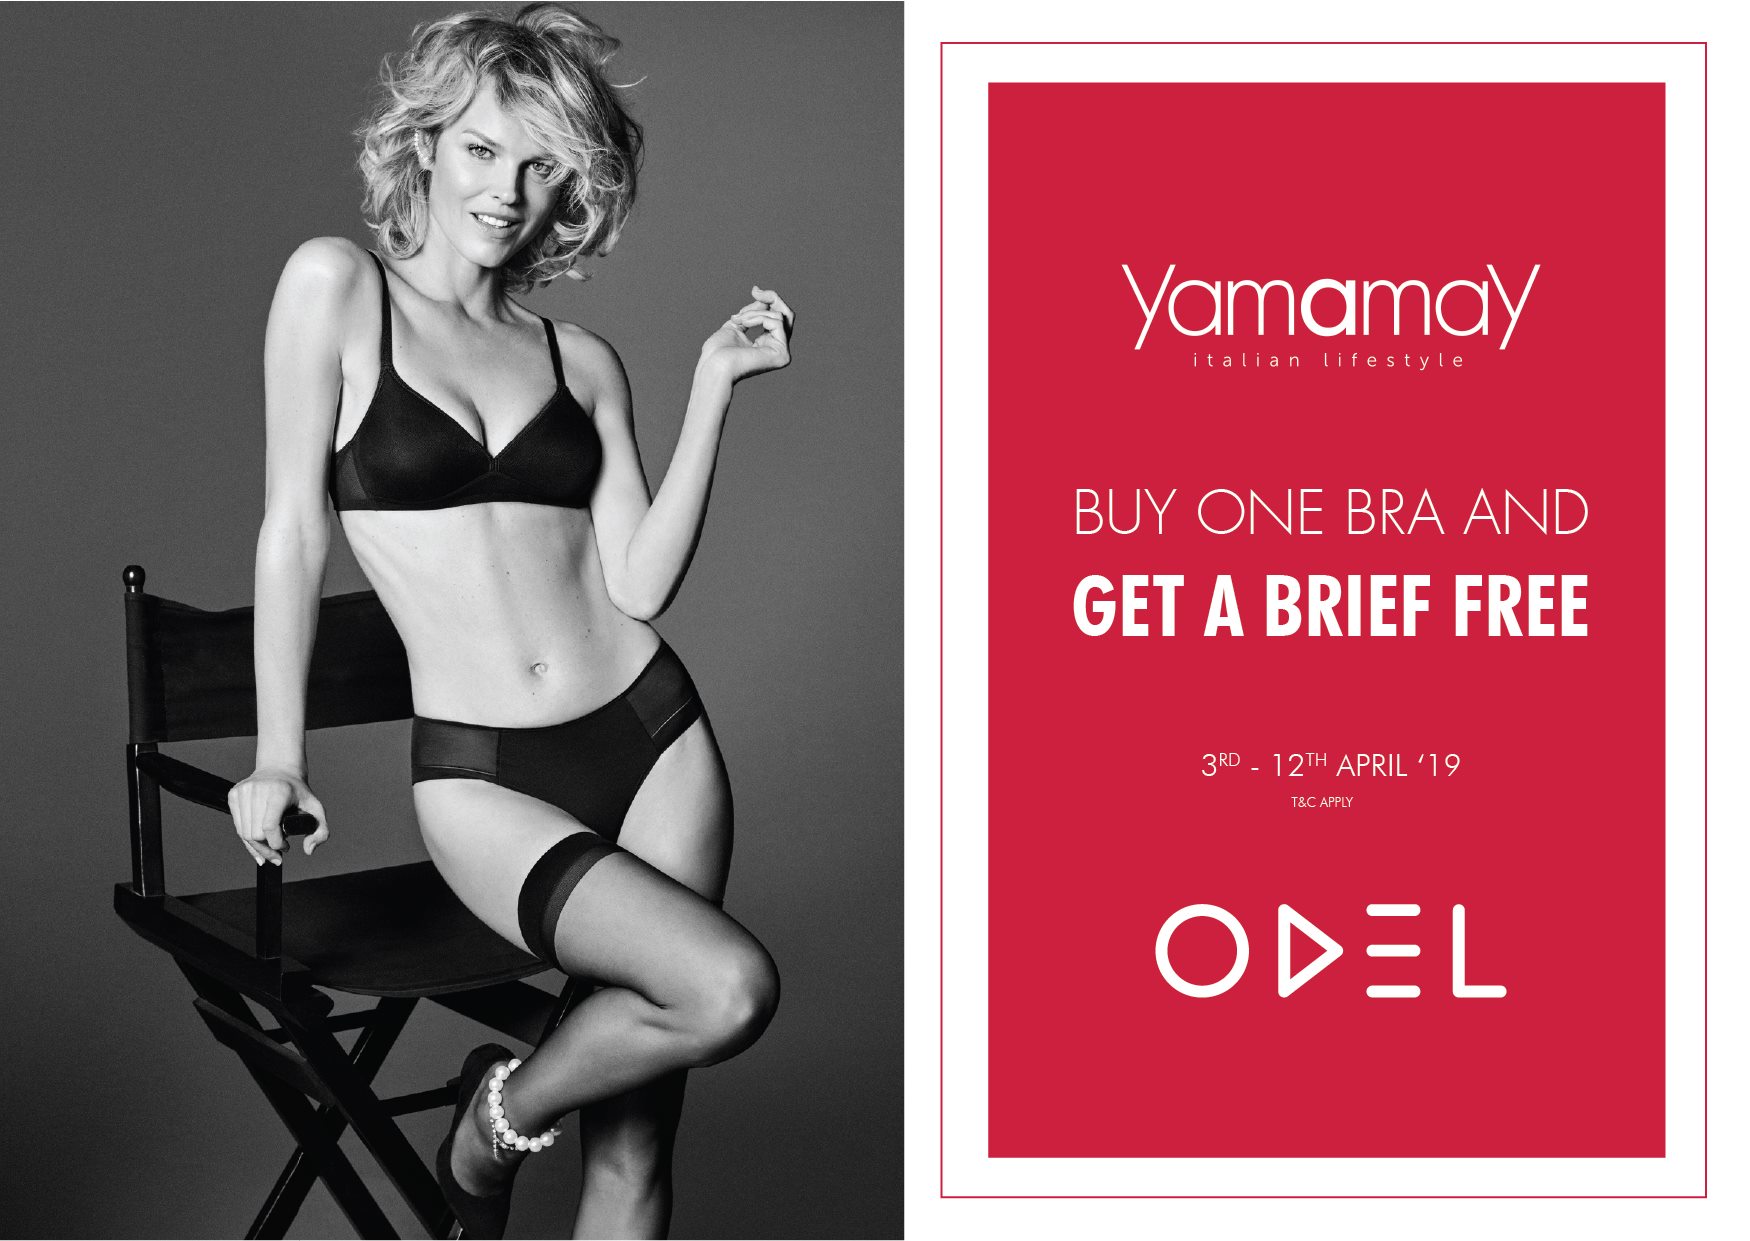 yamamay
italian lifestyle
BUY ONE BRA AND
GET A BRIEF FREE
3RD - 12TH APRIL ‘19
T&C APPLY
ODEL